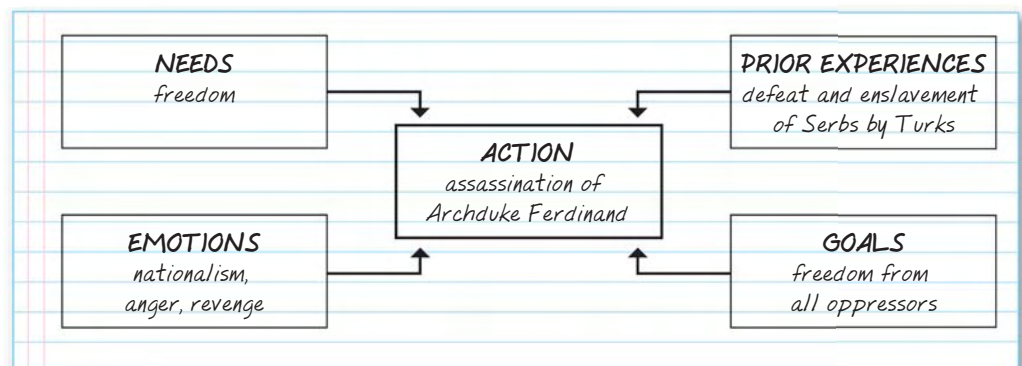 NEEDS
freedom
PRIOR EXPERIENCES
defeat and enslavement
of Serbs by Turks
ACTION
assassination of
Archduke Ferdinand
EMOTIONS
nationalism,
anger, revenge
GOALS
freedom from
all oppressors